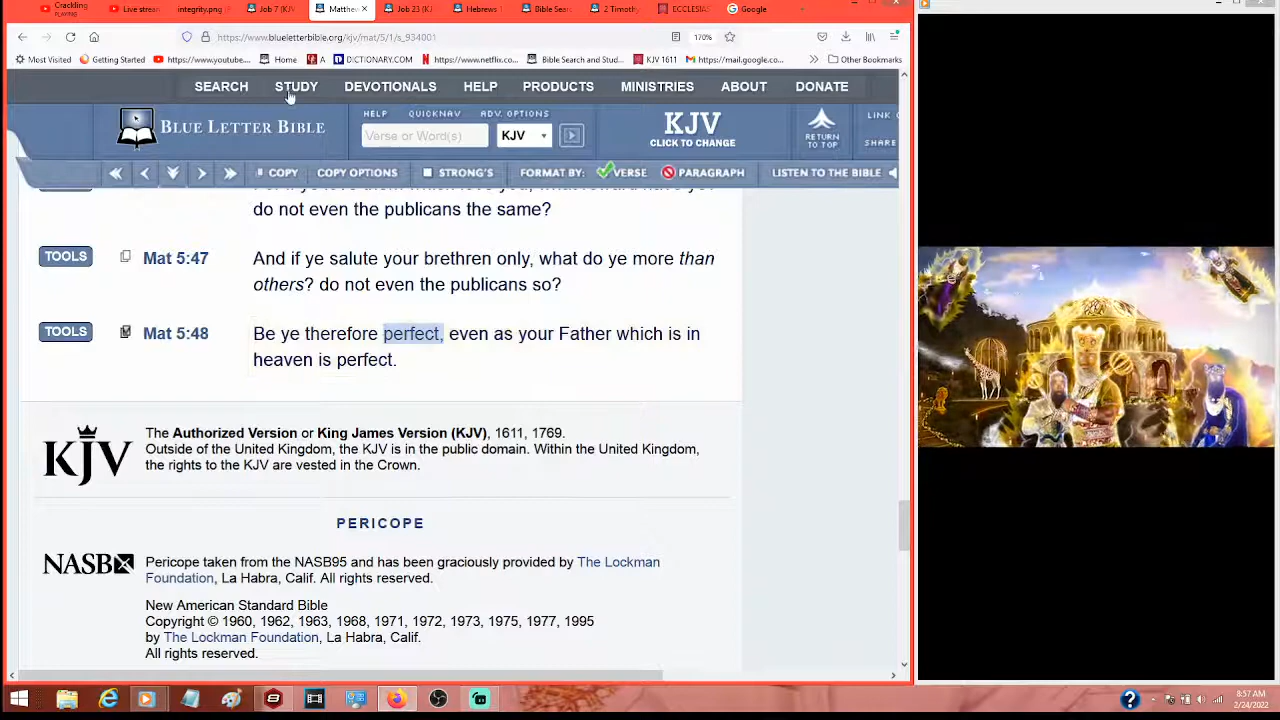 Crackling
PLAYING
Live stream
integrity.png
Job 7 (KJV
Matthew
Job 23 (KJ
Hebrews 1
Bible Sear
2 Timothy
ECCLESIAS
Google
https://www.blueletterbible.org/kjv/mat/5/1/s_934001
170%
Most Visited
Getting Started
https://www.youtube...
Home
A
DICTIONARY.COM
https://www.netflix.co...
Bible Search and Stud...
KJV 1611
https://mail.google.co...
Other Bookmarks
SEARCH
STUDY
DEVOTIONALS
HELP
PRODUCTS
MINISTRIES
ABOUT
DONATE
BLUE LETTER BIBLE
HELP
QUICKNAV
ADV. OPTIONS
Verse or Word(s)
KJV
KJV
CLICK TO CHANGE
RETURN
TO TOP
LINK
SHARE
COPY
COPY OPTIONS
STRONG'S
FORMAT BY:
VERSE
PARAGRAPH
LISTEN TO THE BIBLE
do not even the publicans the same?
TOOLS
Mat 5:47
And if ye salute your brethren only, what do ye more than
others? do not even the publicans so?
TOOLS
Mat 5:48
Be ye therefore perfect, even as your Father which is in
heaven is perfect.
KJV
The Authorized Version or King James Version (KJV), 1611, 1769.
Outside of the United Kingdom, the KJV is in the public domain. Within the United Kingdom,
the rights to the KJV are vested in the Crown.
PERICOPE
NASB
Pericope taken from the NASB95 and has been graciously provided by The Lockman
Foundation, La Habra, Calif. All rights reserved.
New American Standard Bible
Copyright © 1960, 1962, 1963, 1968, 1971, 1972, 1973, 1975, 1977, 1995
by The Lockman Foundation, La Habra, Calif.
All rights reserved.
8:57 AM
2/24/2022